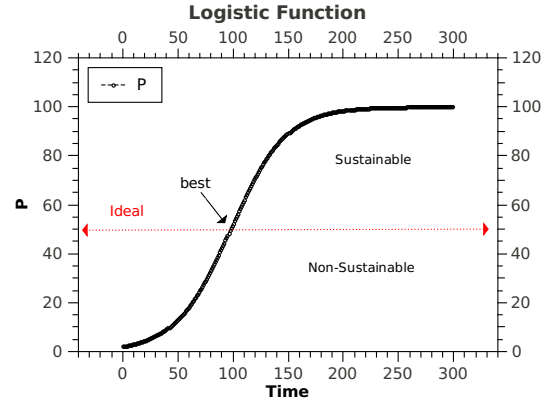 Logistic Function
0 50 100 150 200 250 300
120 120
P
100 100
Sustainable
80 80
best
P
60 60
Ideal
40 40
Non-Sustainable
20 20
0 0
0 50 100 150 200 250 300
Time